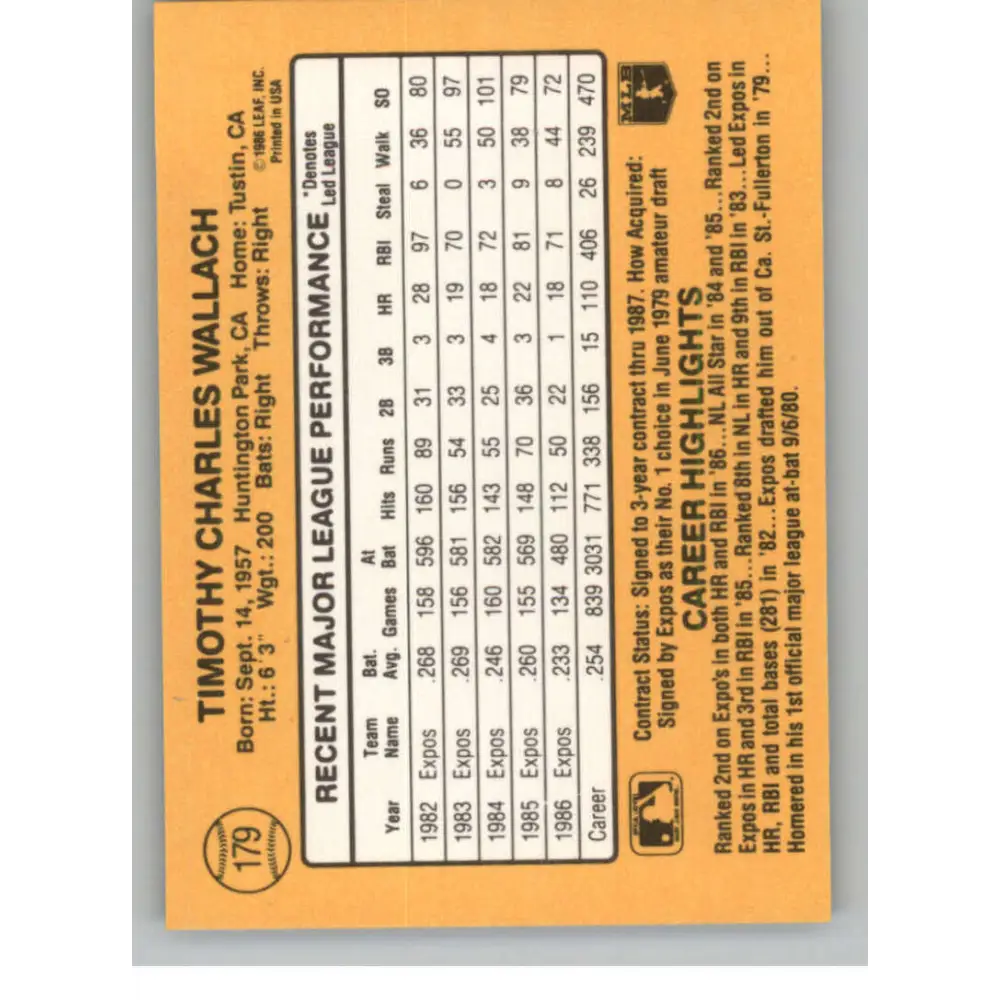 179
TIMOTHY CHARLES WALLACH
Born: Sept. 14, 1957 Huntington Park, CA Home: Tustin, CA
Ht.: 6'3" Wgt.: 200 Bats: Right Throws: Right
© 1986 LEAF, INC.
Printed in USA
RECENT MAJOR LEAGUE PERFORMANCE
*Denotes
Led League
Year Team Name Bat. Avg. Games At Bat Hits Runs 2B 3B HR RBI Steal Walk SO
1982 Expos .268 158 596 160 89 31 3 28 97 6 36 80
1983 Expos .269 156 581 156 54 33 3 19 70 0 55 97
1984 Expos .246 160 582 143 55 25 4 18 72 3 50 101
1985 Expos .260 155 569 148 70 36 3 22 81 9 38 79
1986 Expos .233 134 480 112 50 22 1 18 71 8 44 72
Career .254 839 3031 771 338 156 15 110 406 26 239 470
Contract Status: Signed to 3-year contract thru 1987. How Acquired:
Signed by Expos as their No. 1 choice in June 1979 amateur draft
MLB
CAREER HIGHLIGHTS
Ranked 2nd on Expo's in both HR and RBI in '86...NL All Star in '84 and '85...Ranked 2nd on
Expos in HR and 3rd in RBI in '85...Ranked 8th in NL in HR and 9th in RBI in '83...Led Expos in
HR, RBI and total bases (281) in '82...Expos drafted him out of Ca. St.-Fullerton in '79...
Homered in his 1st official major league at-bat 9/6/80.